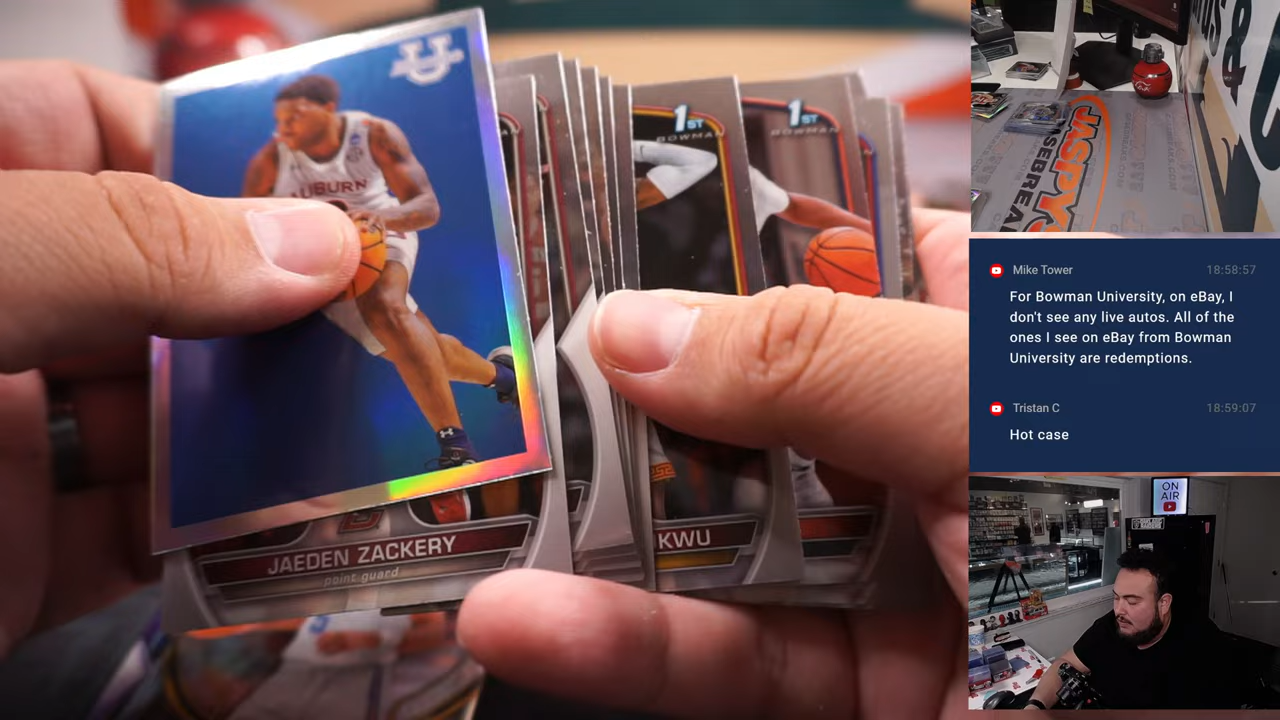 U
AUBURN
1ST
BOWMAN
1ST
BOWMAN
JAEDEN ZACKERY
point guard
KWU
JASPY'S
Mike Tower 18:58:57
For Bowman University, on eBay, I
don't see any live autos. All of the
ones I see on eBay from Bowman
University are redemptions.
Tristan C 18:59:07
Hot case
ON
AIR